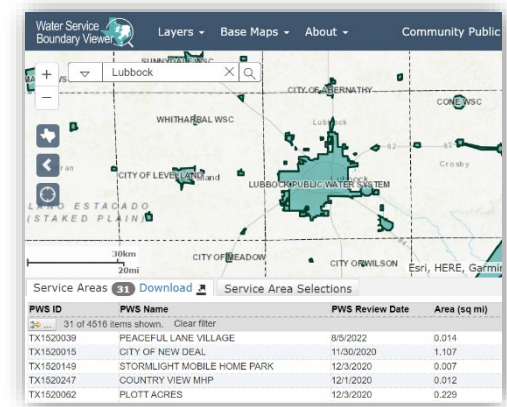 Water Service
Boundary Viewer
Layers
Base Maps
About
Community Public
+
Lubbock
−
SUNNYDALE WSC
CITY OF ABERNATHY
CONE WSC
WHITHARRAL WSC
Lubbock
82
Crosby
CITY OF LEVELLAND
LUBBOCK PUBLIC WATER SYSTEM
LLANO ESTACADO
(STAKED PLAIN)
30km
20mi
CITY OF MEADOW
CITY OF WILSON
Esri, HERE, Garmin
Service Areas 31 Download
Service Area Selections
PWS ID PWS Name PWS Review Date Area (sq mi)
... 31 of 4516 items shown. Clear filter
TX1520039 PEACEFUL LANE VILLAGE 8/5/2022 0.014
TX1520015 CITY OF NEW DEAL 11/30/2020 1.107
TX1520149 STORMLIGHT MOBILE HOME PARK 12/3/2020 0.007
TX1520247 COUNTRY VIEW MHP 12/1/2020 0.012
TX1520062 PLOTT ACRES 12/3/2020 0.229